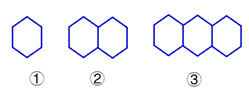 ① ② ③